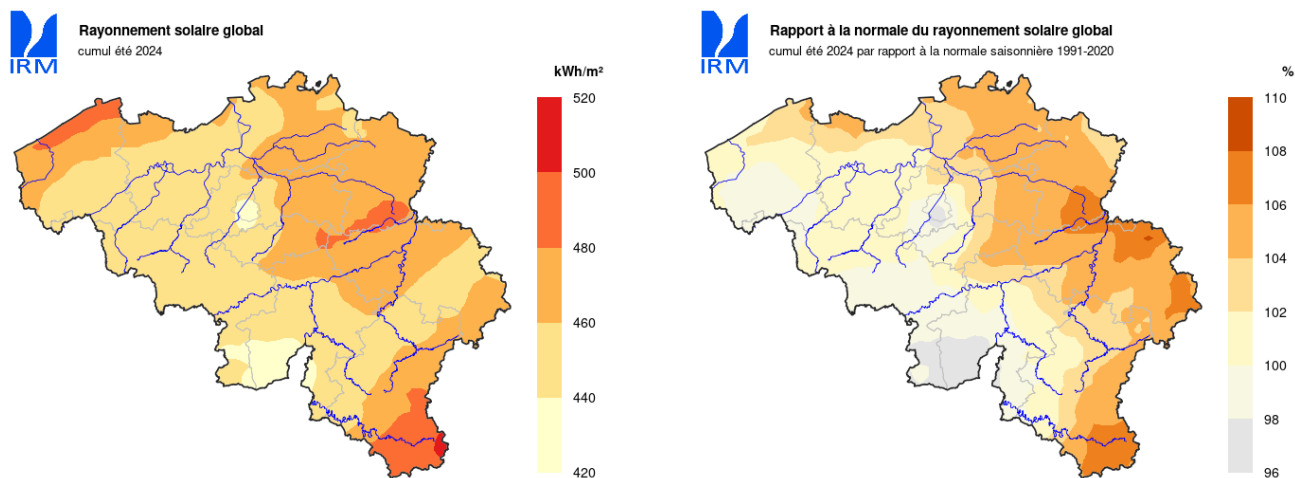 IRM
Rayonnement solaire global
cumul été 2024
kWh/m²
520
500
480
460
440
420
IRM
Rapport à la normale du rayonnement solaire global
cumul été 2024 par rapport à la normale saisonnière 1991-2020
%
110
108
106
104
102
100
98
96